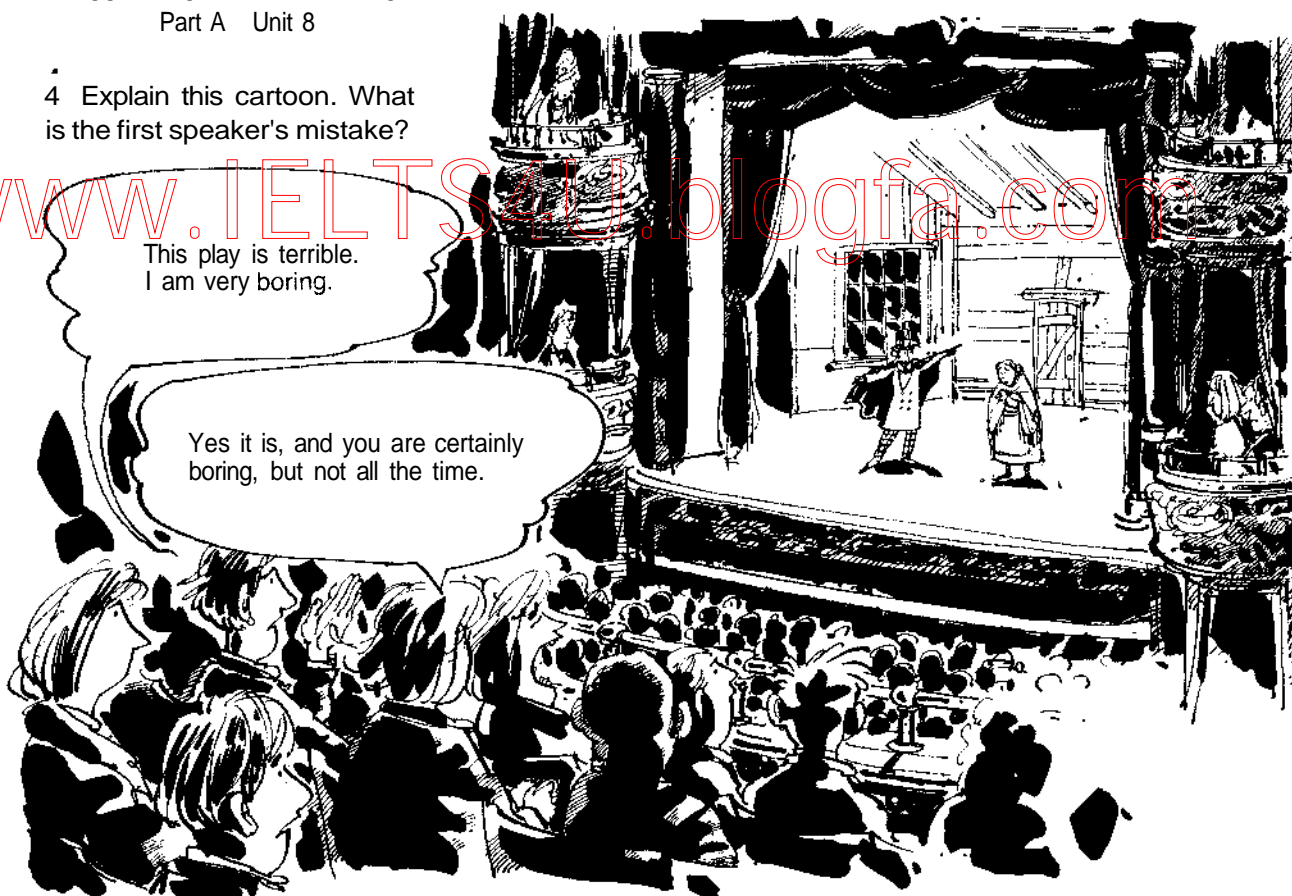 Part A Unit 8
4 Explain this cartoon. What
is the first speaker's mistake?
www.IELTS4U.blogfa.com
This play is terrible.
I am very boring.
Yes it is, and you are certainly
boring, but not all the time.